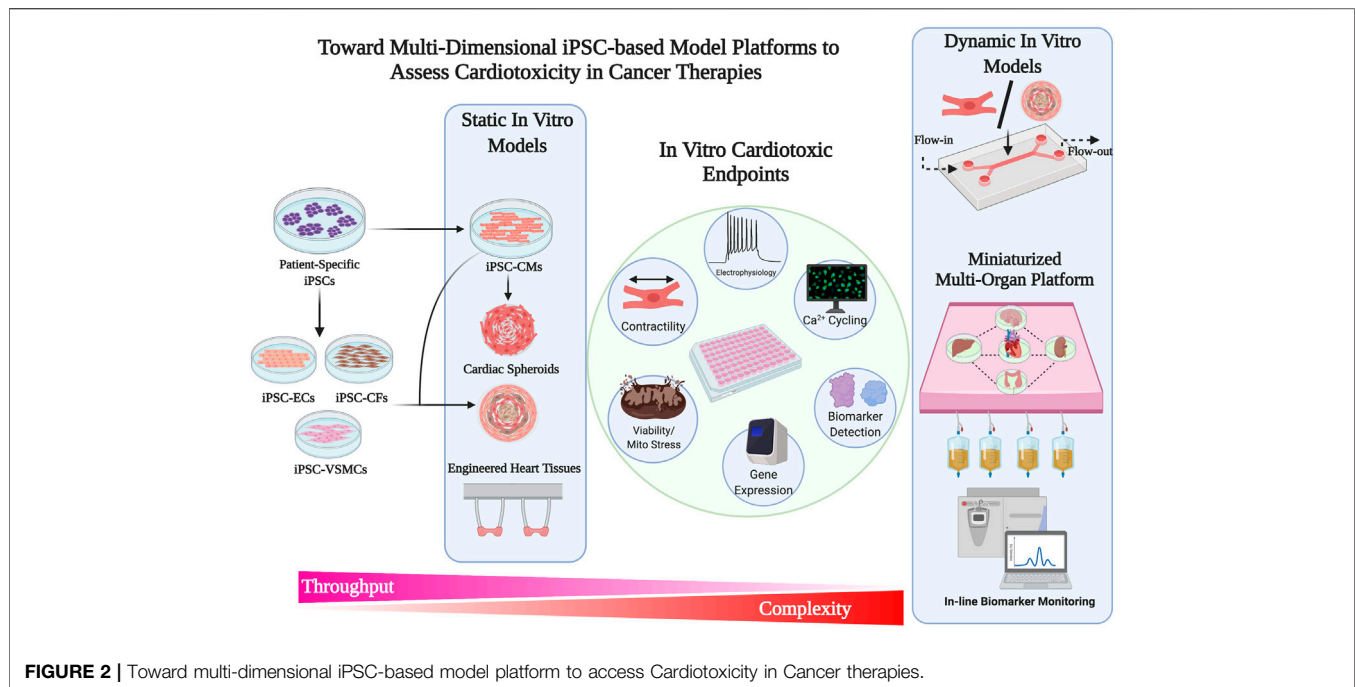 Toward Multi-Dimensional iPSC-based Model Platforms to
Assess Cardiotoxicity in Cancer Therapies
Patient-Specific
iPSCs
iPSC-ECs
iPSC-CFs
iPSC-VSMCs
Static In Vitro
Models
iPSC-CMs
Cardiac Spheroids
Engineered Heart Tissues
In Vitro Cardiotoxic
Endpoints
Electrophysiology
Contractility
Ca²⁺ Cycling
Viability/
Mito Stress
Biomarker
Detection
Gene
Expression
Dynamic In Vitro
Models
Flow-in
Flow-out
Miniaturized
Multi-Organ Platform
In-line Biomarker Monitoring
Throughput
Complexity
FIGURE 2 | Toward multi-dimensional iPSC-based model platform to access Cardiotoxicity in Cancer therapies.